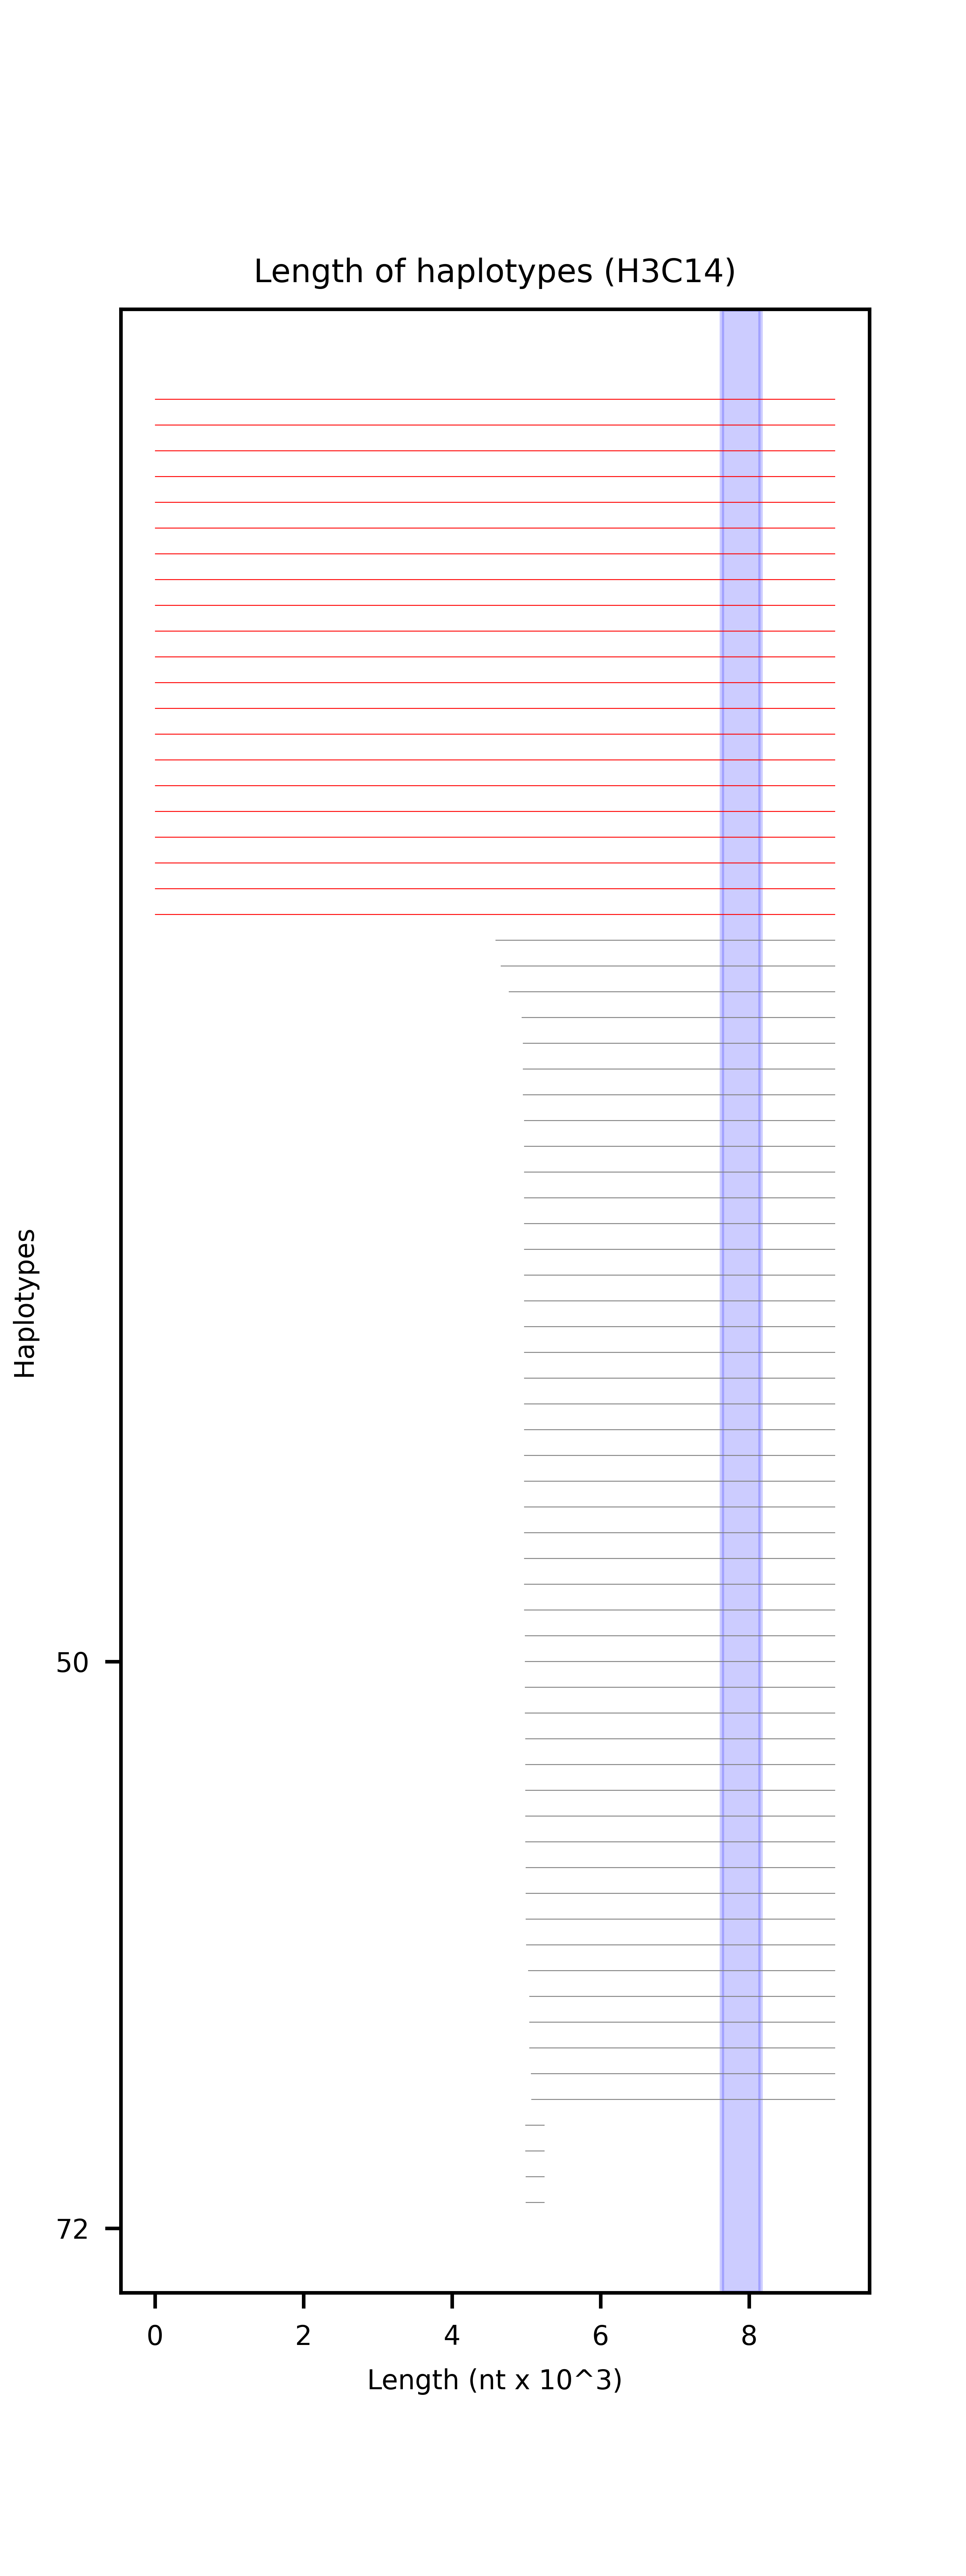 Length of haplotypes (H3C14)
Haplotypes
50
72
0 2 4 6 8
Length (nt x 10^3)